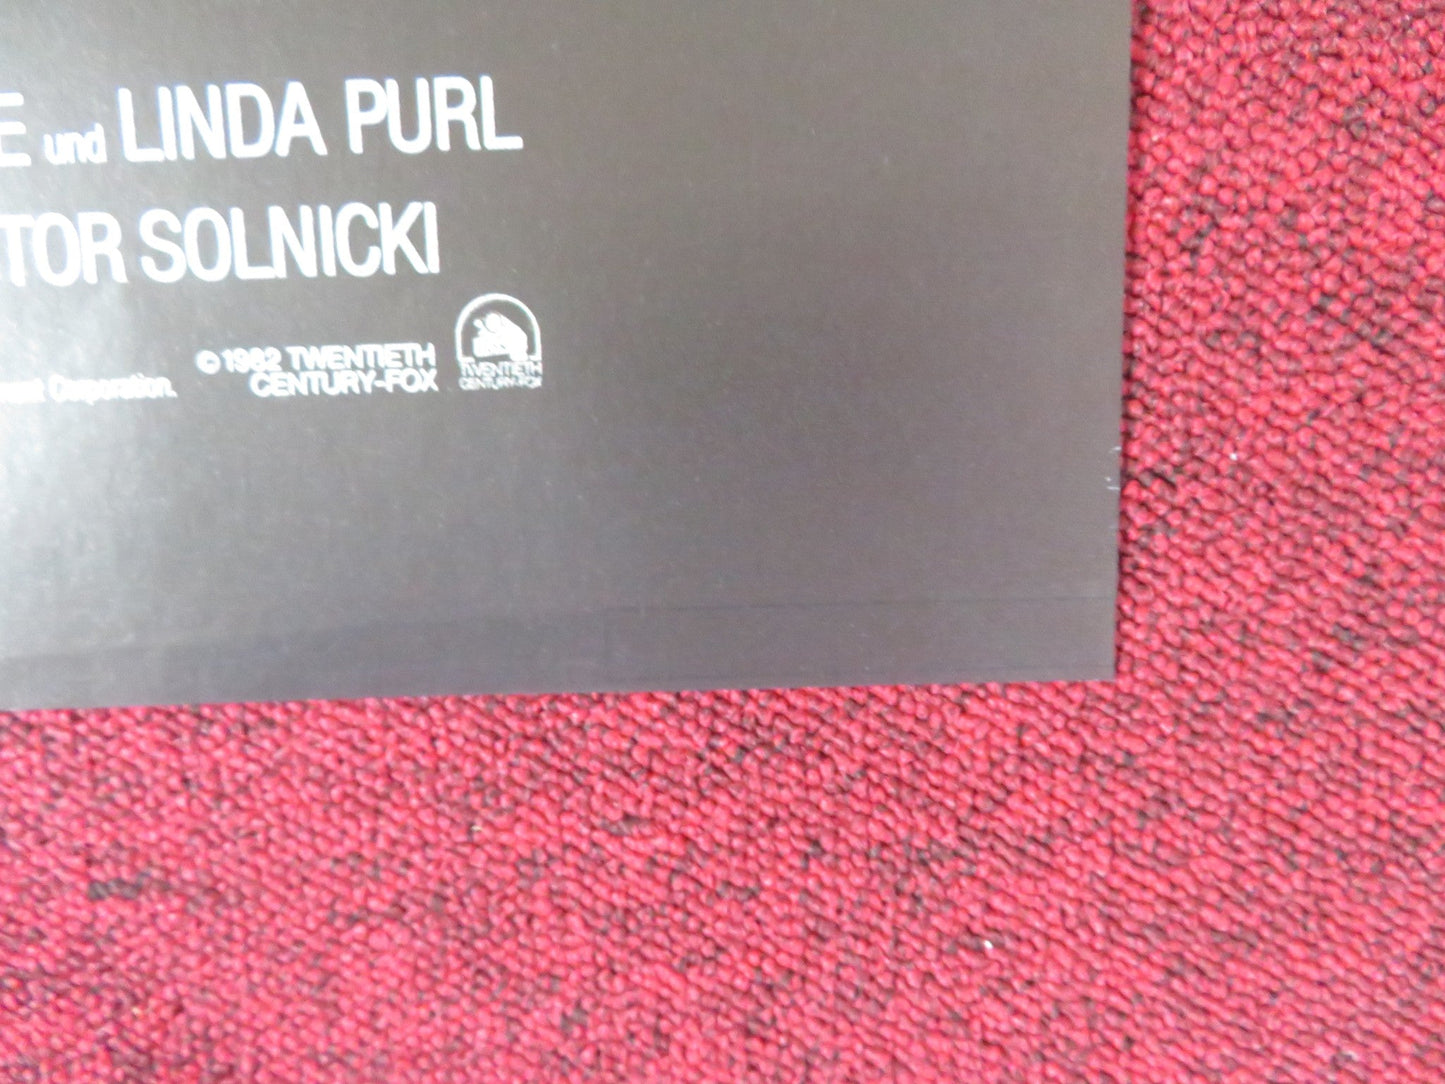 E und LINDA PURL
TOR SOLNICKI
© 1982 TWENTIETH
CENTURY-FOX
TWENTIETH
CENTURY-FOX
Corporation.